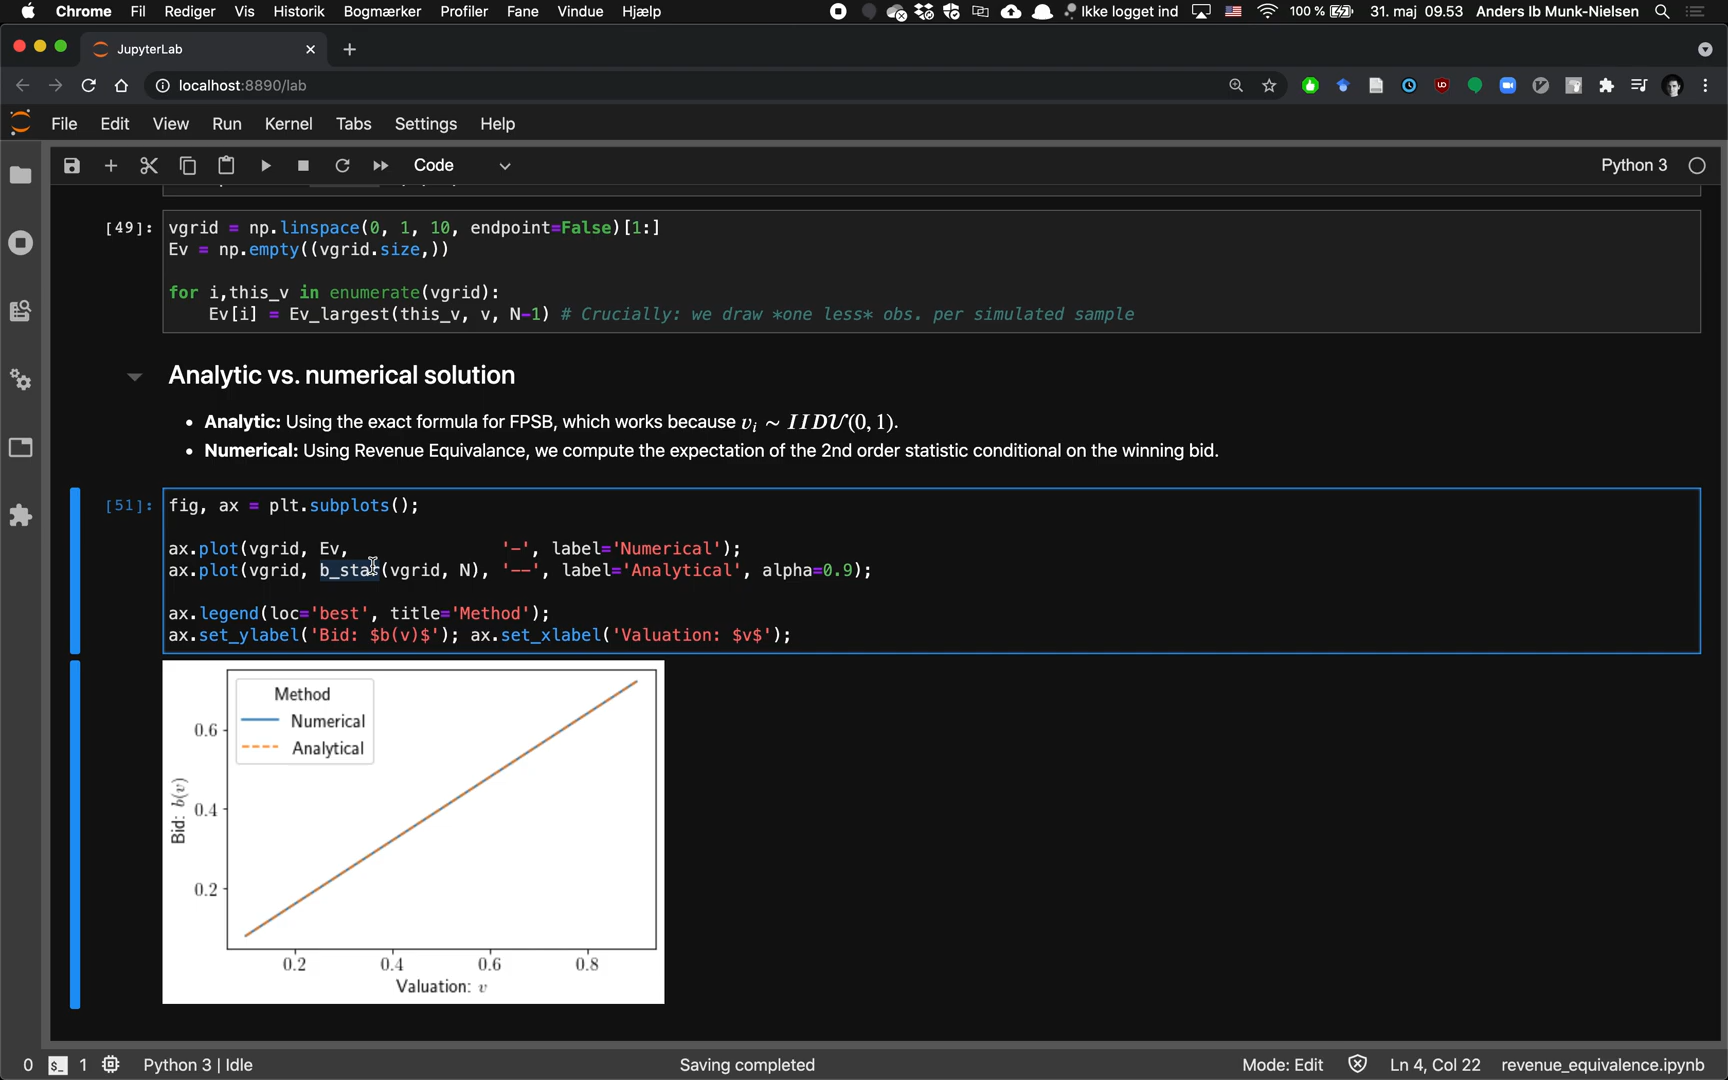 Chrome Fil Rediger Vis Historik Bogmærker Profiler Fane Vindue Hjælp Ikke logget ind 100 % 31. maj 09.53 Anders Ib Munk-Nielsen
JupyterLab
localhost:8890/lab
File Edit View Run Kernel Tabs Settings Help
Code Python 3
[49]: vgrid = np.linspace(0, 1, 10, endpoint=False)[1:]
Ev = np.empty((vgrid.size,))
for i,this_v in enumerate(vgrid):
Ev[i] = Ev_largest(this_v, v, N-1) # Crucially: we draw *one less* obs. per simulated sample
Analytic vs. numerical solution
• Analytic: Using the exact formula for FPSB, which works because v_i ~ IIDU(0, 1).
• Numerical: Using Revenue Equivalance, we compute the expectation of the 2nd order statistic conditional on the winning bid.
[51]: fig, ax = plt.subplots();
ax.plot(vgrid, Ev, '-', label='Numerical');
ax.plot(vgrid, b_star(vgrid, N), '--', label='Analytical', alpha=0.9);
ax.legend(loc='best', title='Method');
ax.set_ylabel('Bid: $b(v)$'); ax.set_xlabel('Valuation: $v$');
Method
Numerical
Analytical
0.6
0.4
0.2
Bid: b(v)
0.2 0.4 0.6 0.8
Valuation: v
0 $_ 1 Python 3 | Idle Saving completed Mode: Edit Ln 4, Col 22 revenue_equivalence.ipynb